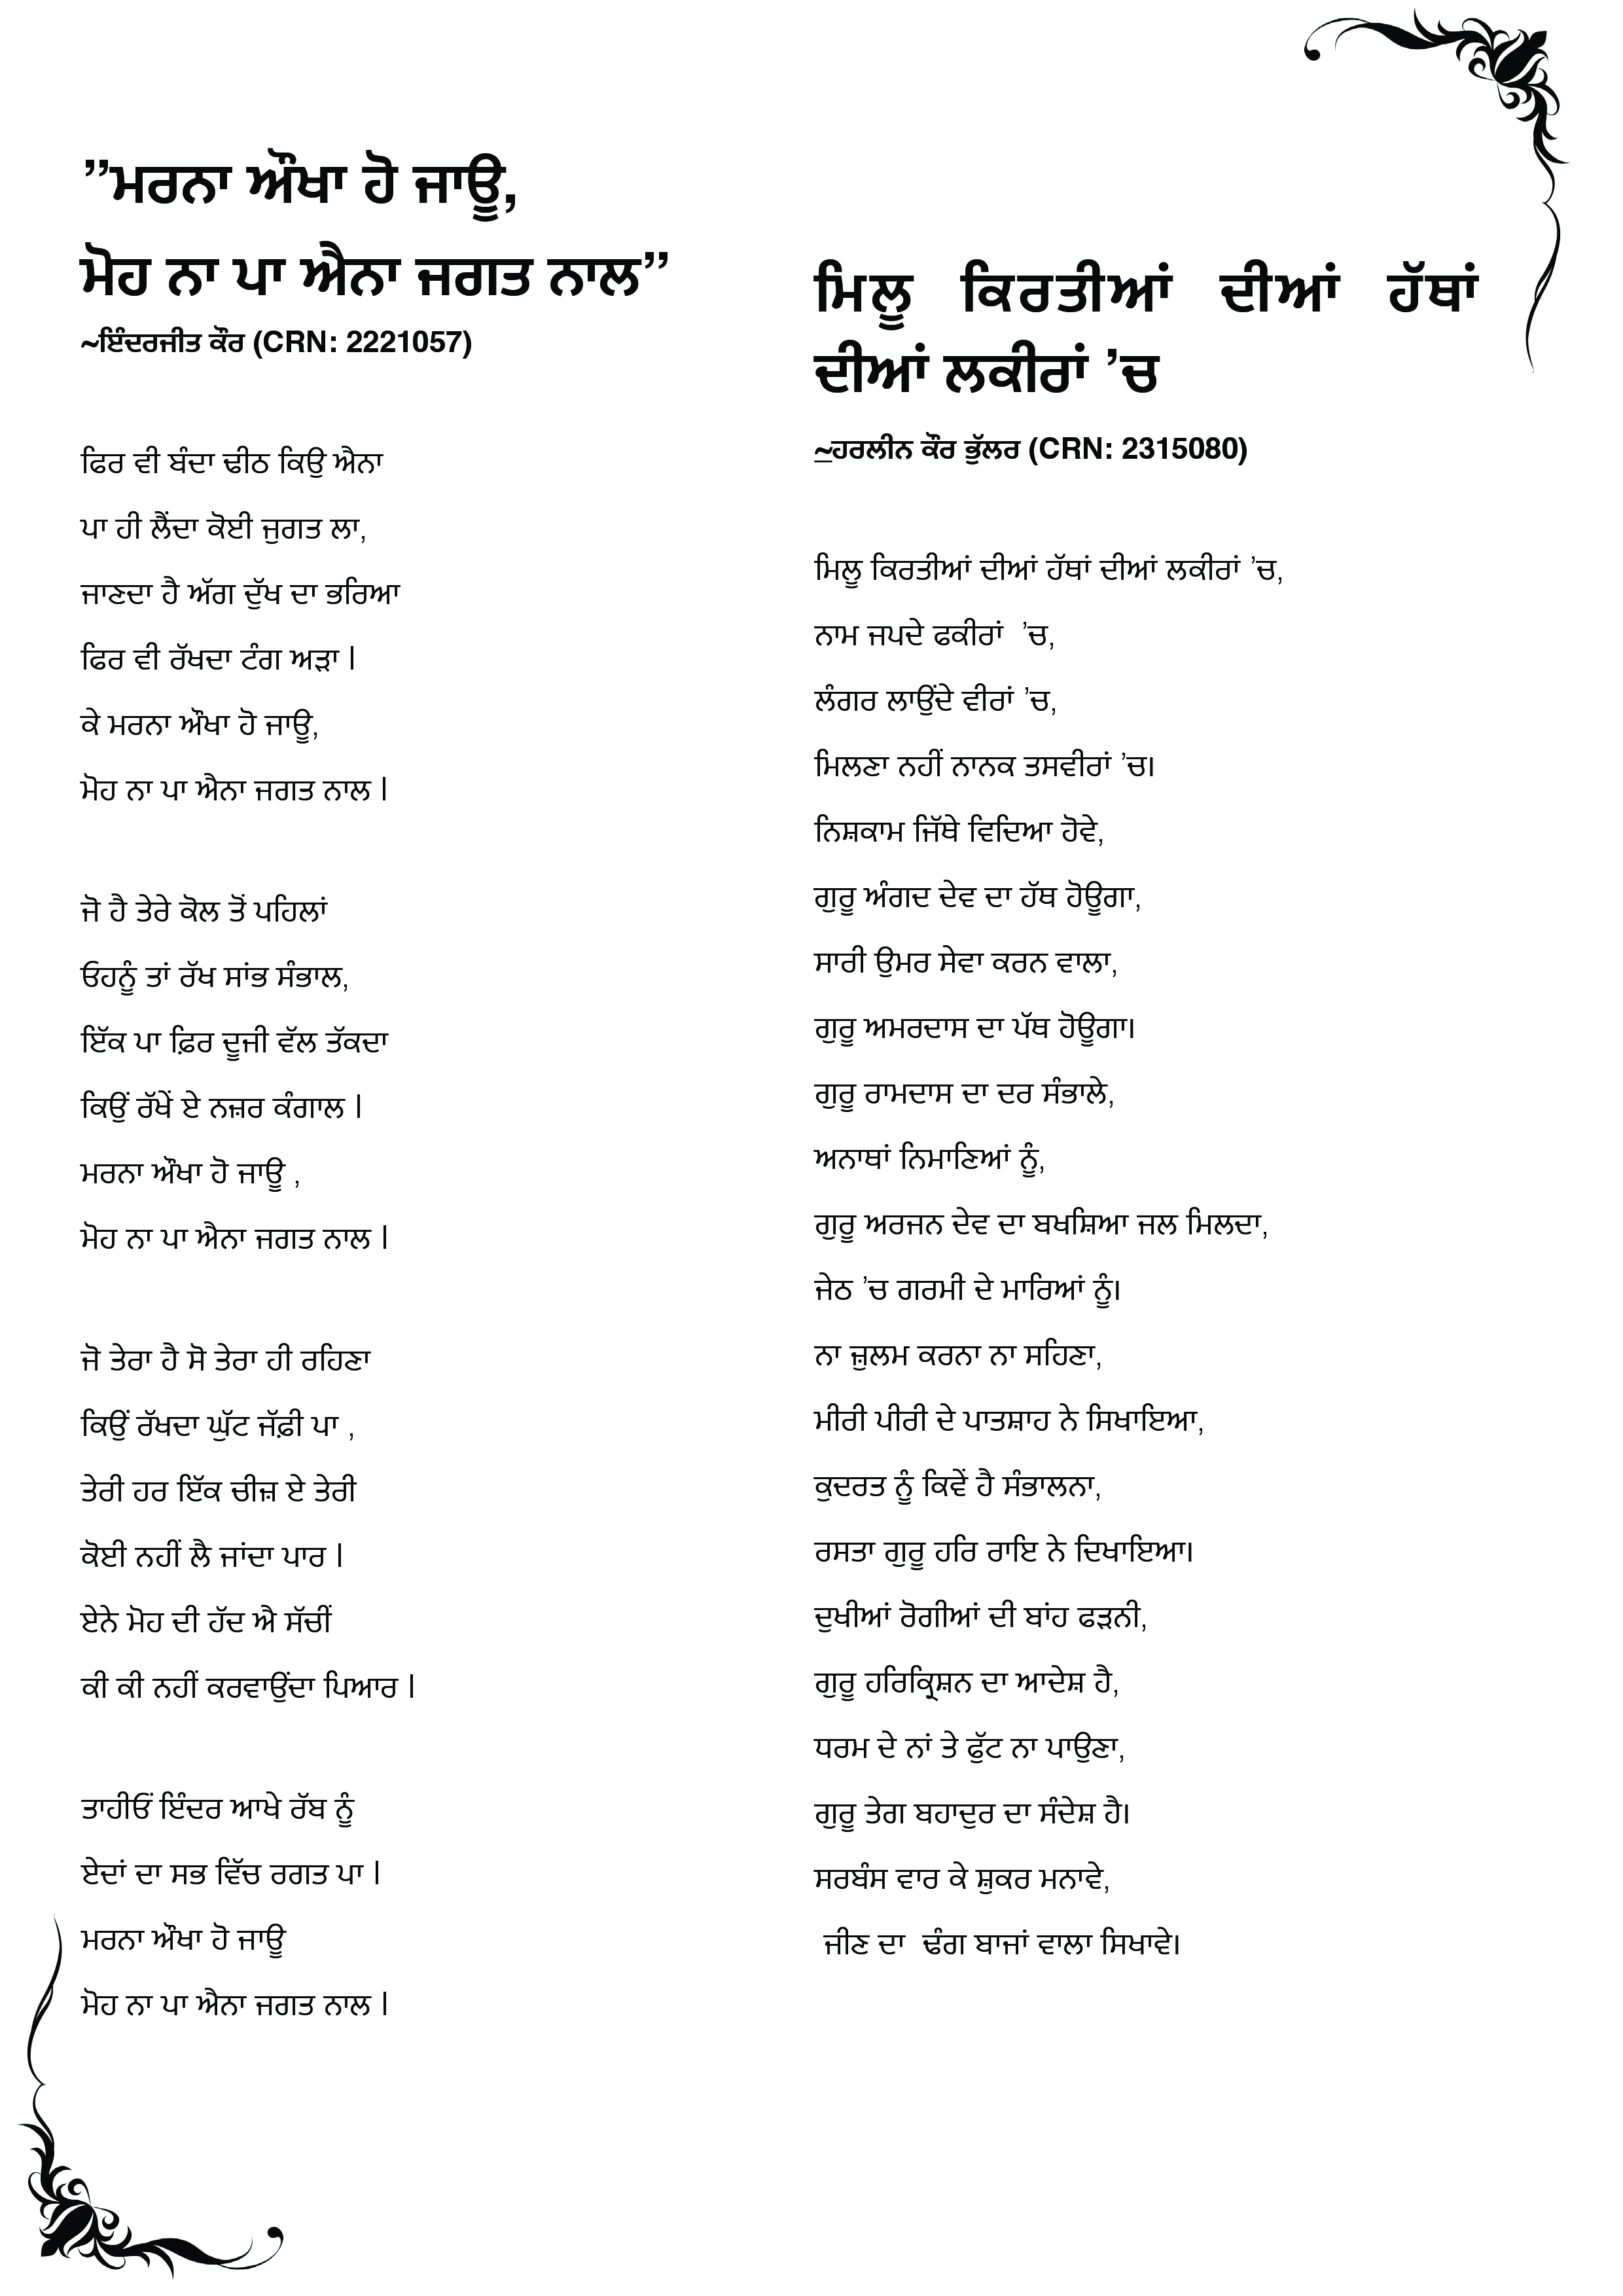 ”ਮਰਨਾ ਔਖਾ ਹੋ ਜਾਊ,
ਮੋਹ ਨਾ ਪਾ ਐਨਾ ਜਗਤ ਨਾਲ”
~ਇੰਦਰਜੀਤ ਕੌਰ (CRN: 2221057)
ਫਿਰ ਵੀ ਬੰਦਾ ਢੀਠ ਕਿਉ ਐਨਾ
ਪਾ ਹੀ ਲੈਂਦਾ ਕੋਈ ਜੁਗਤ ਲਾ,
ਜਾਣਦਾ ਹੈ ਅੱਗ ਦੁੱਖ ਦਾ ਭਰਿਆ
ਫਿਰ ਵੀ ਰੱਖਦਾ ਟੰਗ ਅੜਾ |
ਕੇ ਮਰਨਾ ਔਖਾ ਹੋ ਜਾਊ,
ਮੋਹ ਨਾ ਪਾ ਐਨਾ ਜਗਤ ਨਾਲ |
ਜੋ ਹੈ ਤੇਰੇ ਕੋਲ ਤੋਂ ਪਹਿਲਾਂ
ਓਹਨੂੰ ਤਾਂ ਰੱਖ ਸਾਂਭ ਸੰਭਾਲ,
ਇੱਕ ਪਾ ਫ਼ਿਰ ਦੂਜੀ ਵੱਲ ਤੱਕਦਾ
ਕਿਉਂ ਰੱਖੇਂ ਏ ਨਜ਼ਰ ਕੰਗਾਲ |
ਮਰਨਾ ਔਖਾ ਹੋ ਜਾਊ ,
ਮੋਹ ਨਾ ਪਾ ਐਨਾ ਜਗਤ ਨਾਲ |
ਜੋ ਤੇਰਾ ਹੈ ਸੋ ਤੇਰਾ ਹੀ ਰਹਿਣਾ
ਕਿਉਂ ਰੱਖਦਾ ਘੁੱਟ ਜੱਫ਼ੀ ਪਾ ,
ਤੇਰੀ ਹਰ ਇੱਕ ਚੀਜ਼ ਏ ਤੇਰੀ
ਕੋਈ ਨਹੀਂ ਲੈ ਜਾਂਦਾ ਪਾਰ |
ਏਨੇ ਮੋਹ ਦੀ ਹੱਦ ਐ ਸੱਚੀਂ
ਕੀ ਕੀ ਨਹੀਂ ਕਰਵਾਉਂਦਾ ਪਿਆਰ |
ਤਾਹੀਓਂ ਇੰਦਰ ਆਖੇ ਰੱਬ ਨੂੰ
ਏਦਾਂ ਦਾ ਸਭ ਵਿੱਚ ਰਗਤ ਪਾ |
ਮਰਨਾ ਔਖਾ ਹੋ ਜਾਊ
ਮੋਹ ਨਾ ਪਾ ਐਨਾ ਜਗਤ ਨਾਲ |
ਮਿਲੂ ਕਿਰਤੀਆਂ ਦੀਆਂ ਹੱਥਾਂ
ਦੀਆਂ ਲਕੀਰਾਂ ’ਚ
~ਹਰਲੀਨ ਕੌਰ ਭੁੱਲਰ (CRN: 2315080)
ਮਿਲੂ ਕਿਰਤੀਆਂ ਦੀਆਂ ਹੱਥਾਂ ਦੀਆਂ ਲਕੀਰਾਂ ’ਚ,
ਨਾਮ ਜਪਦੇ ਫਕੀਰਾਂ ’ਚ,
ਲੰਗਰ ਲਾਉਂਦੇ ਵੀਰਾਂ ’ਚ,
ਮਿਲਣਾ ਨਹੀਂ ਨਾਨਕ ਤਸਵੀਰਾਂ ’ਚ।
ਨਿਸ਼ਕਾਮ ਜਿੱਥੇ ਵਿਦਿਆ ਹੋਵੇ,
ਗੁਰੂ ਅੰਗਦ ਦੇਵ ਦਾ ਹੱਥ ਹੋਊਗਾ,
ਸਾਰੀ ਉਮਰ ਸੇਵਾ ਕਰਨ ਵਾਲਾ,
ਗੁਰੂ ਅਮਰਦਾਸ ਦਾ ਪੱਥ ਹੋਊਗਾ।
ਗੁਰੂ ਰਾਮਦਾਸ ਦਾ ਦਰ ਸੰਭਾਲੇ,
ਅਨਾਥਾਂ ਨਿਮਾਣਿਆਂ ਨੂੰ,
ਗੁਰੂ ਅਰਜਨ ਦੇਵ ਦਾ ਬਖਸ਼ਿਆ ਜਲ ਮਿਲਦਾ,
ਜੇਠ ’ਚ ਗਰਮੀ ਦੇ ਮਾਰਿਆਂ ਨੂੰ।
ਨਾ ਜ਼ੁਲਮ ਕਰਨਾ ਨਾ ਸਹਿਣਾ,
ਮੀਰੀ ਪੀਰੀ ਦੇ ਪਾਤਸ਼ਾਹ ਨੇ ਸਿਖਾਇਆ,
ਕੁਦਰਤ ਨੂੰ ਕਿਵੇਂ ਹੈ ਸੰਭਾਲਨਾ,
ਰਸਤਾ ਗੁਰੂ ਹਰਿ ਰਾਇ ਨੇ ਦਿਖਾਇਆ।
ਦੁਖੀਆਂ ਰੋਗੀਆਂ ਦੀ ਬਾਂਹ ਫੜਨੀ,
ਗੁਰੂ ਹਰਿਕ੍ਰਿਸ਼ਨ ਦਾ ਆਦੇਸ਼ ਹੈ,
ਧਰਮ ਦੇ ਨਾਂ ਤੇ ਫੁੱਟ ਨਾ ਪਾਉਣਾ,
ਗੁਰੂ ਤੇਗ ਬਹਾਦੁਰ ਦਾ ਸੰਦੇਸ਼ ਹੈ।
ਸਰਬੰਸ ਵਾਰ ਕੇ ਸ਼ੁਕਰ ਮਨਾਵੇ,
ਜੀਣ ਦਾ ਢੰਗ ਬਾਜਾਂ ਵਾਲਾ ਸਿਖਾਵੇ।